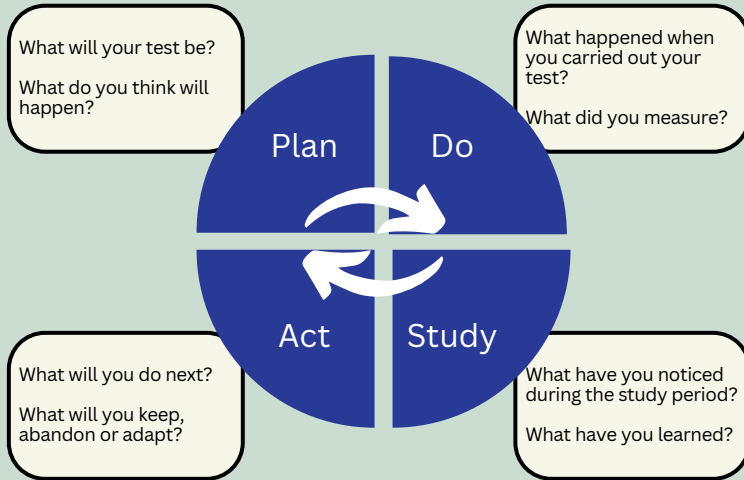 What will your test be?
What do you think will
happen?
What happened when
you carried out your
test?
What did you measure?
Plan
Do
Act
Study
What will you do next?
What will you keep,
abandon or adapt?
What have you noticed
during the study period?
What have you learned?